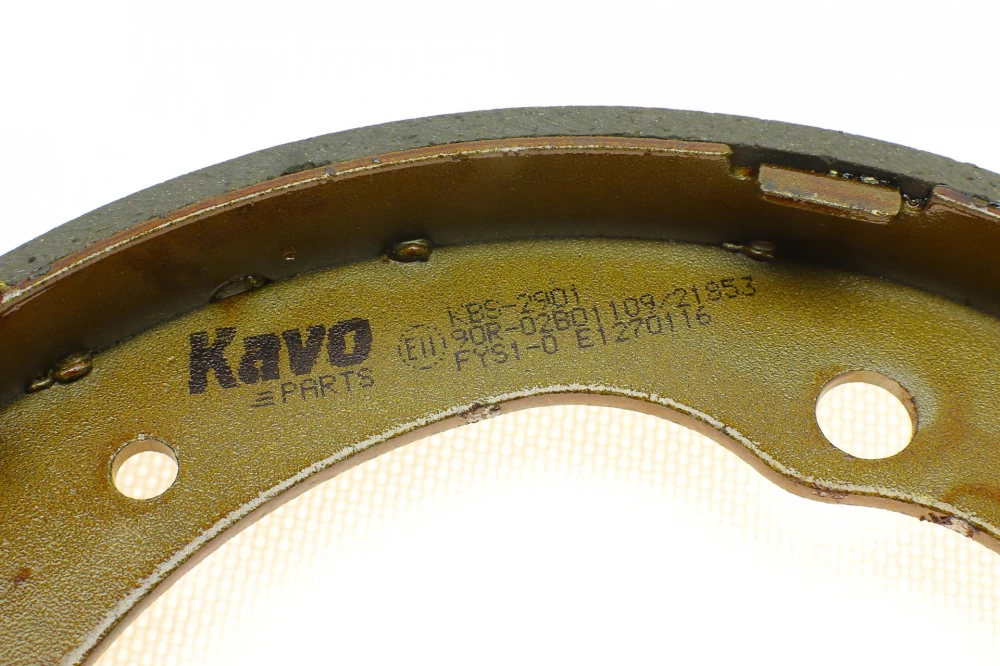 Kavo
PARTS
E11
KBS-2901
90R-02B01109/21953
FYS1-0 E1270116